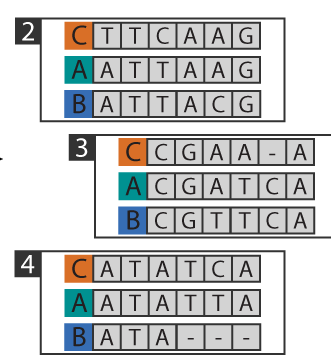 2
C T T C A A G
A A T T A A G
B A T T A C G
3
C C G A A - A
A C G A T C A
B C G T T C A
4
C A T A T C A
A A T A T T A
B A T A - - -